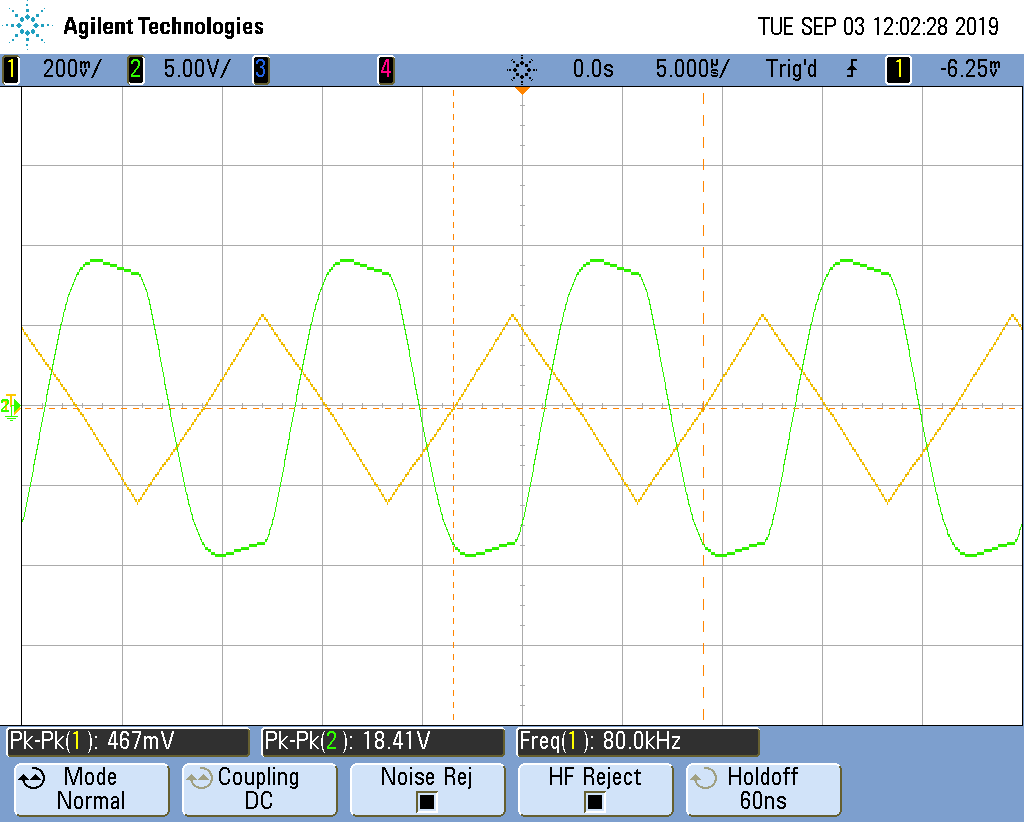 Agilent Technologies TUE SEP 03 12:02:28 2019
1 200mV/ 2 5.00V/ 3 4 0.0s 5.000µs/ Trig'd 1 -6.25mV
2
Pk-Pk(1): 467mV Pk-Pk(2): 18.41V Freq(1): 80.0kHz
Mode Coupling Noise Rej HF Reject Holdoff
Normal DC 60ns